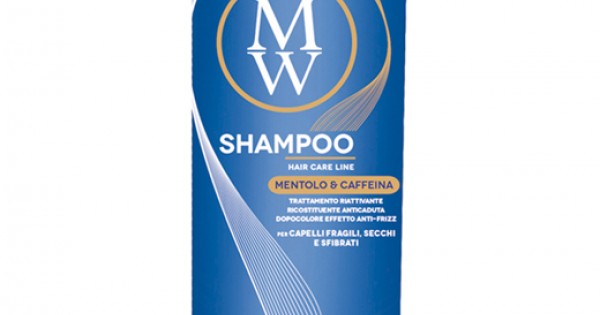 M
W
SHAMPOO
HAIR CARE LINE
MENTOLO & CAFFEINA
TRATTAMENTO RIATTIVANTE
RICOSTITUENTE ANTICADUTA
DOPOCOLORE EFFETTO ANTI-FRIZZ
PER CAPELLI FRAGILI, SECCHI
E SFIBRATI